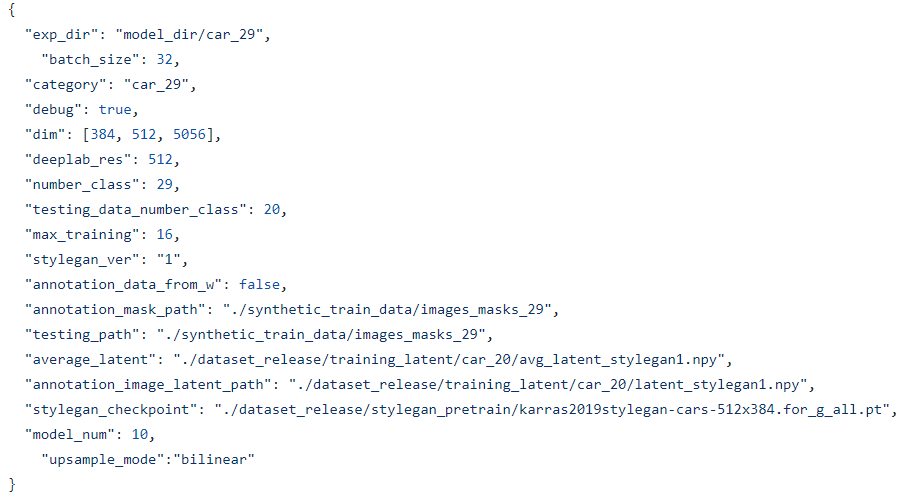 {
"exp_dir": "model_dir/car_29",
"batch_size": 32,
"category": "car_29",
"debug": true,
"dim": [384, 512, 5056],
"deeplab_res": 512,
"number_class": 29,
"testing_data_number_class": 20,
"max_training": 16,
"stylegan_ver": "1",
"annotation_data_from_w": false,
"annotation_mask_path": "./synthetic_train_data/images_masks_29",
"testing_path": "./synthetic_train_data/images_masks_29",
"average_latent": "./dataset_release/training_latent/car_20/avg_latent_stylegan1.npy",
"annotation_image_latent_path": "./dataset_release/training_latent/car_20/latent_stylegan1.npy",
"stylegan_checkpoint": "./dataset_release/stylegan_pretrain/karras2019stylegan-cars-512x384.for_g_all.pt",
"model_num": 10,
"upsample_mode":"bilinear"
}